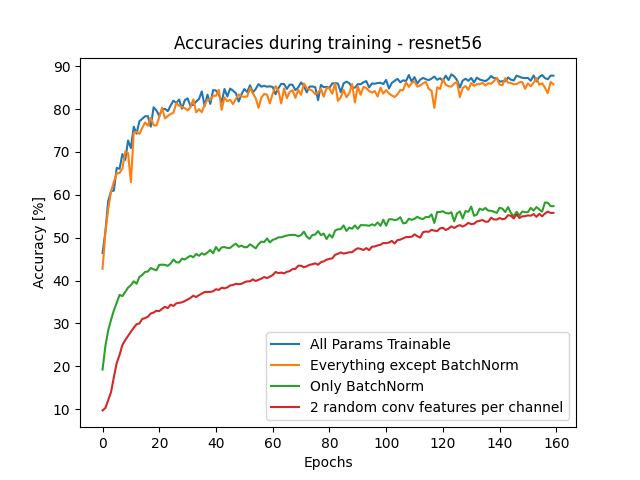 Accuracies during training - resnet56
90
80
70
60
50
40
30
20
10
Accuracy [%]
All Params Trainable
Everything except BatchNorm
Only BatchNorm
2 random conv features per channel
0 20 40 60 80 100 120 140 160
Epochs